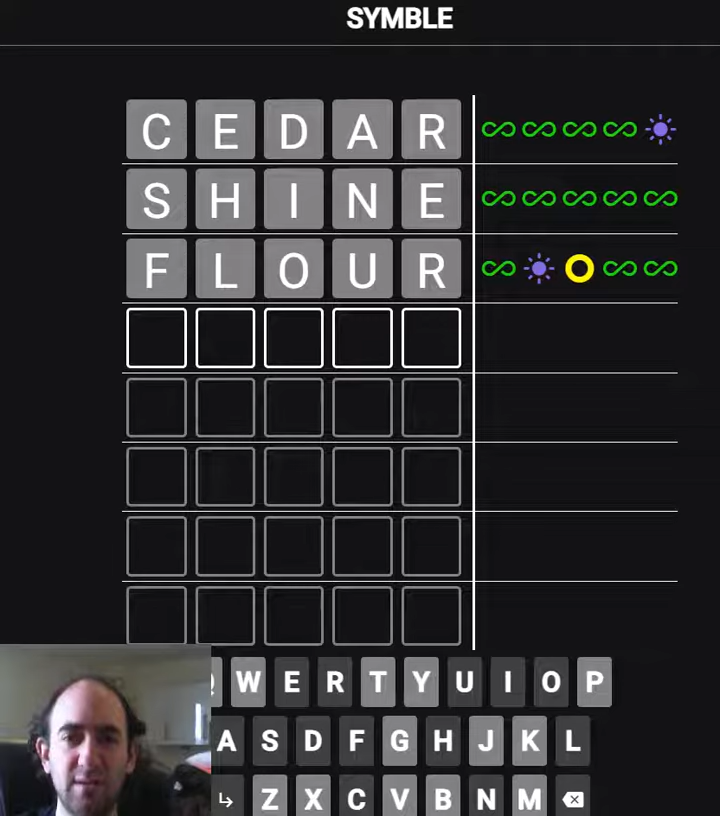 SYMBLE
CEDAR
SHINE
FLOUR
W E R T Y U I O P
A S D F G H J K L
Z X C V B N M